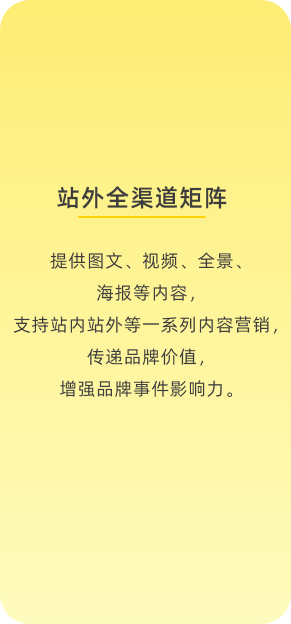 站外全渠道矩阵
提供图文、视频、全景、
海报等内容，
支持站内站外等一系列内容营销，
传递品牌价值，
增强品牌事件影响力。